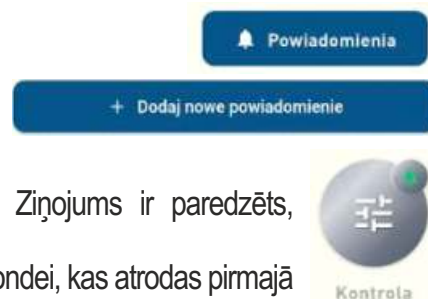 Powiadomienia
+ Dodaj nowe powiadomienie
Ziņojums ir paredzēts,
ondei, kas atrodas pirmajā
Kontrola